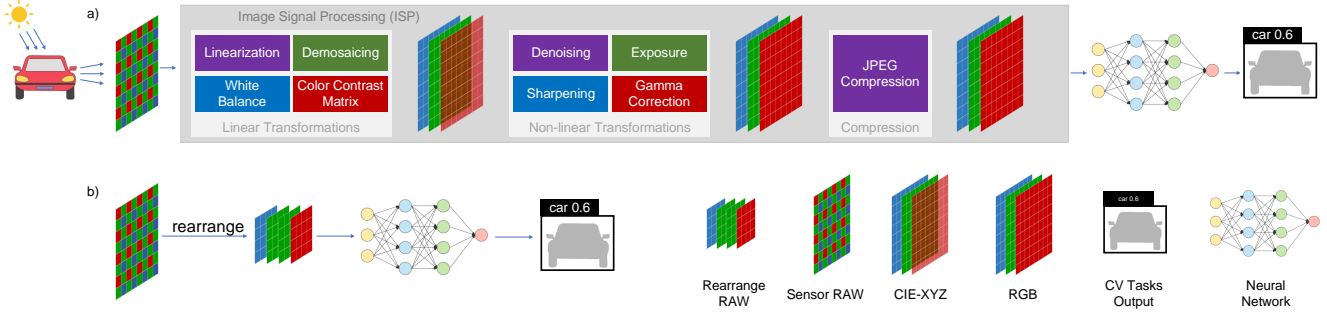 a)
Image Signal Processing (ISP)
Linearization
Demosaicing
White
Balance
Color Contrast
Matrix
Linear Transformations
Denoising
Exposure
Sharpening
Gamma
Correction
Non-linear Transformations
JPEG
Compression
Compression
car 0.6
b)
rearrange
car 0.6
Rearrange
RAW
Sensor RAW
CIE-XYZ
RGB
car 0.6
CV Tasks
Output
Neural
Network